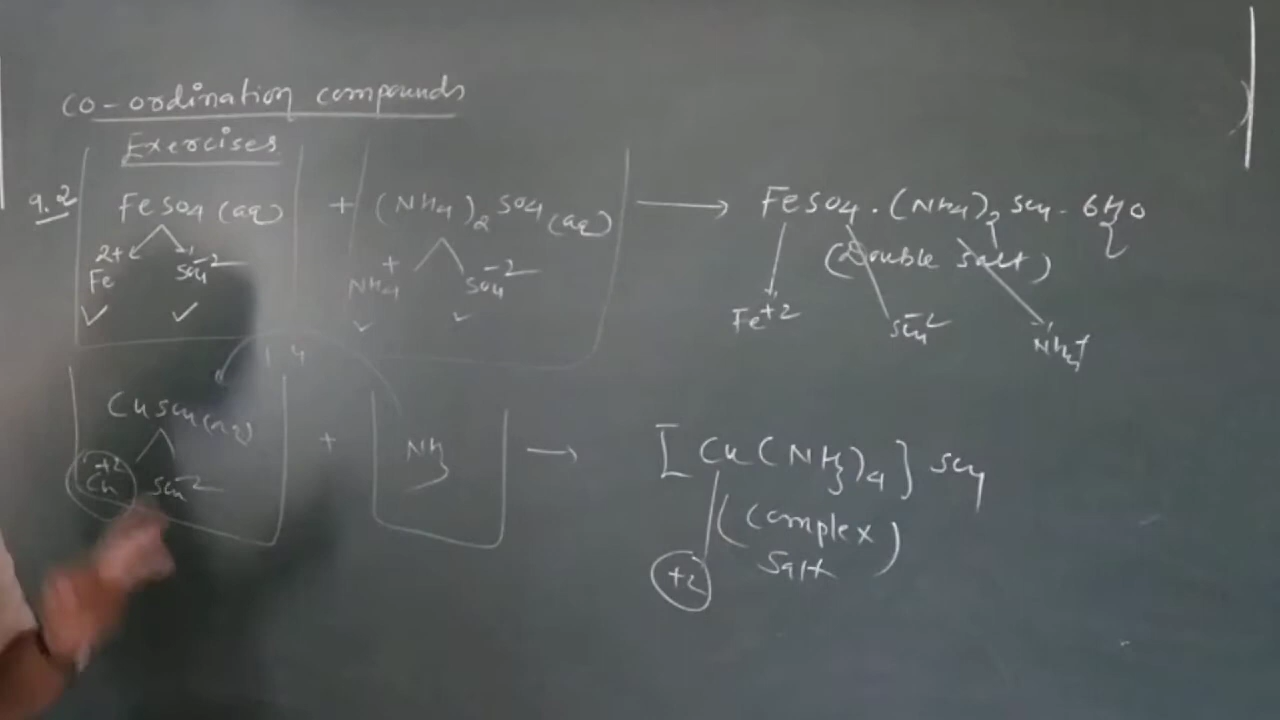 Co-ordination compounds
Exercises
9.2 FeSO4 (aq) + (NH4)2 SO4 (aq) → FeSO4 . (NH4)2 SO4 . 6H2O
(Double salt)
Fe2+ SO4-2 NH4+ SO4-2 Fe+2 SO4-2 NH4+
✓ ✓ ✓ ✓
1 , 4
CuSO4 (aq) + NH3 → [Cu(NH3)4] SO4
Cu+2 SO4-2
(Complex
Salt)
+2